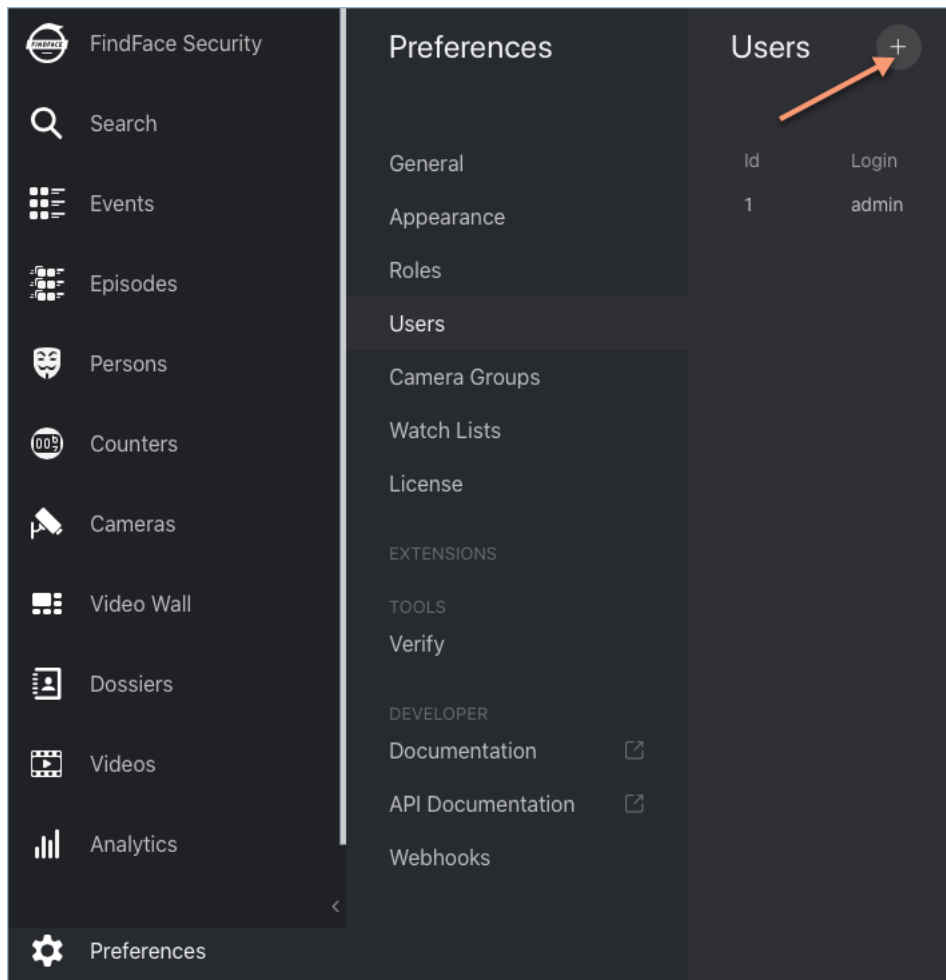 FINDFACE
FindFace Security
Search
Events
Episodes
Persons
Counters
Cameras
Video Wall
Dossiers
Videos
Analytics
Preferences
Preferences
General
Appearance
Roles
Users
Camera Groups
Watch Lists
License
EXTENSIONS
TOOLS
Verify
DEVELOPER
Documentation
API Documentation
Webhooks
Users +
Id Login
1 admin